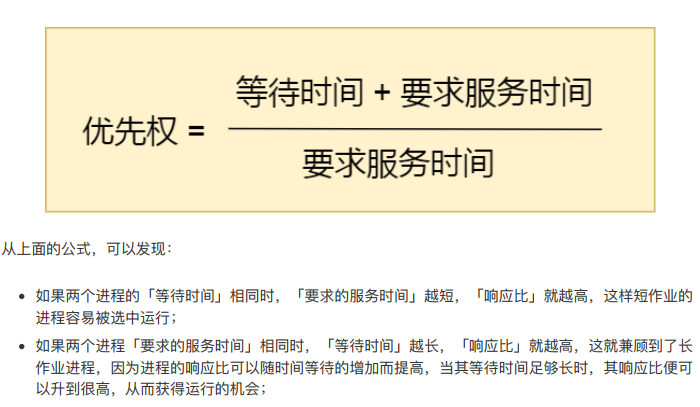 等待时间 + 要求服务时间
优先权 =
要求服务时间
从上面的公式，可以发现：
如果两个进程的「等待时间」相同时，「要求的服务时间」越短，「响应比」就越高，这样短作业的
进程容易被选中运行；
如果两个进程「要求的服务时间」相同时，「等待时间」越长，「响应比」就越高，这就兼顾到了长
作业进程，因为进程的响应比可以随时间等待的增加而提高，当其等待时间足够长时，其响应比便可
以升到很高，从而获得运行的机会；